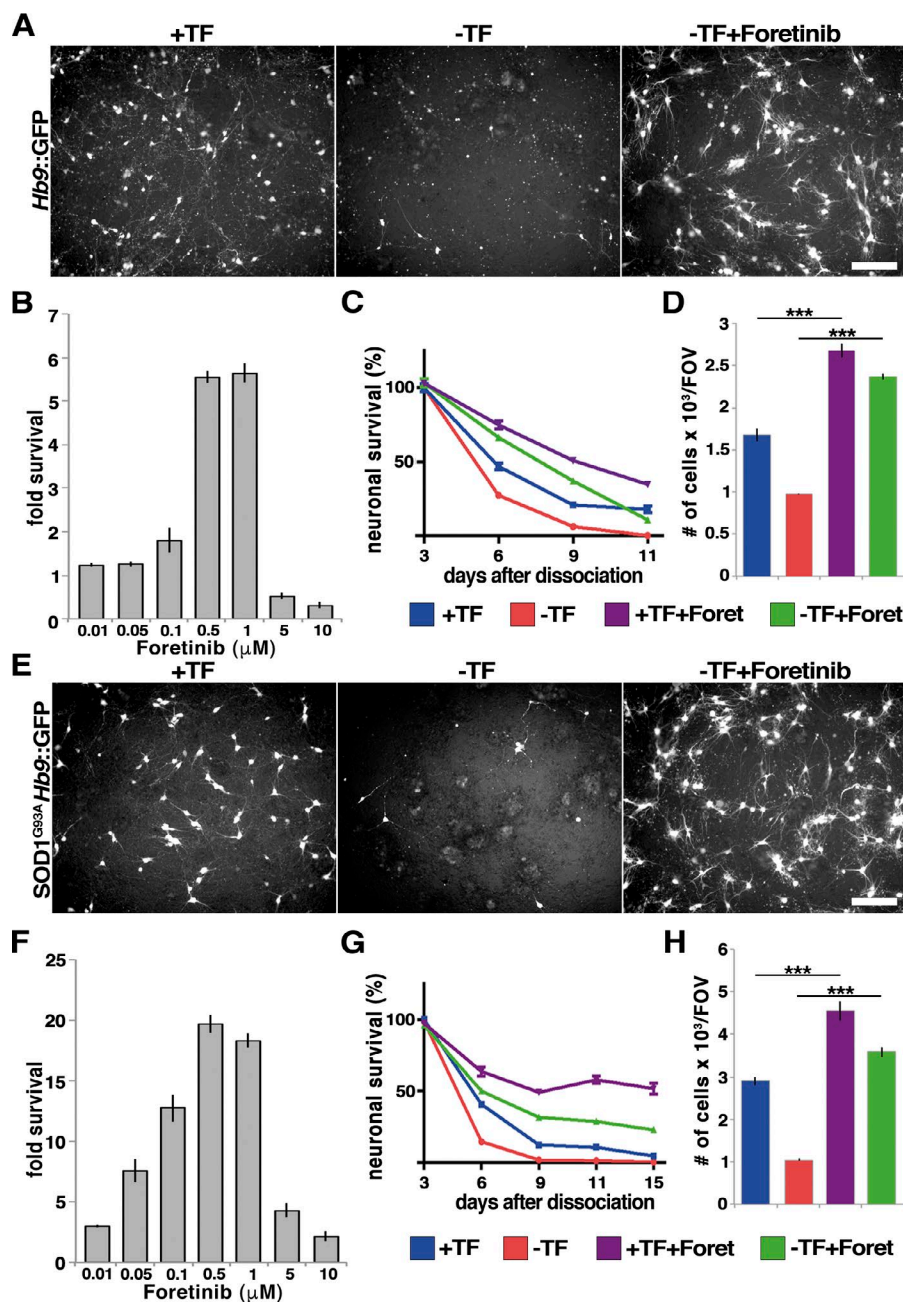 A
+TF
-TF
-TF+Foretinib
Hb9::GFP
B
fold survival
7
6
5
4
3
2
1
0
0.01 0.05 0.1 0.5 1 5 10
Foretinib (μM)
C
neuronal survival (%)
100
50
3 6 9 11
days after dissociation
D
# of cells x 10³/FOV
3
2.5
2
1.5
1
0.5
0
***
***
+TF -TF +TF+Foret -TF+Foret
E
+TF
-TF
-TF+Foretinib
SOD1ᴳ⁹³ᴬHb9::GFP
F
fold survival
25
20
15
10
5
0
0.01 0.05 0.1 0.5 1 5 10
Foretinib (μM)
G
neuronal survival (%)
100
50
3 6 9 11 15
days after dissociation
H
# of cells x 10³/FOV
6
5
4
3
2
1
0
***
***
+TF -TF +TF+Foret -TF+Foret